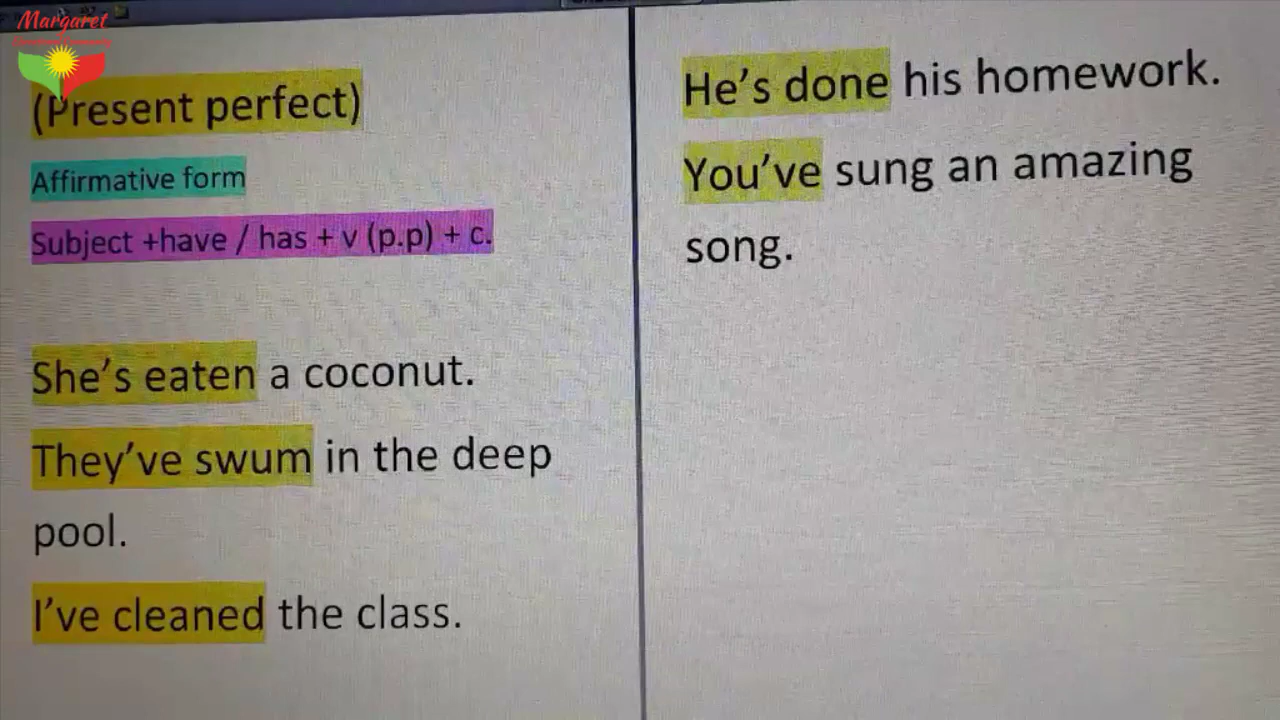 Margaret
(Present perfect)
Affirmative form
Subject +have / has + v (p.p) + c.
She's eaten a coconut.
They've swum in the deep
pool.
I've cleaned the class.
He's done his homework.
You've sung an amazing
song.